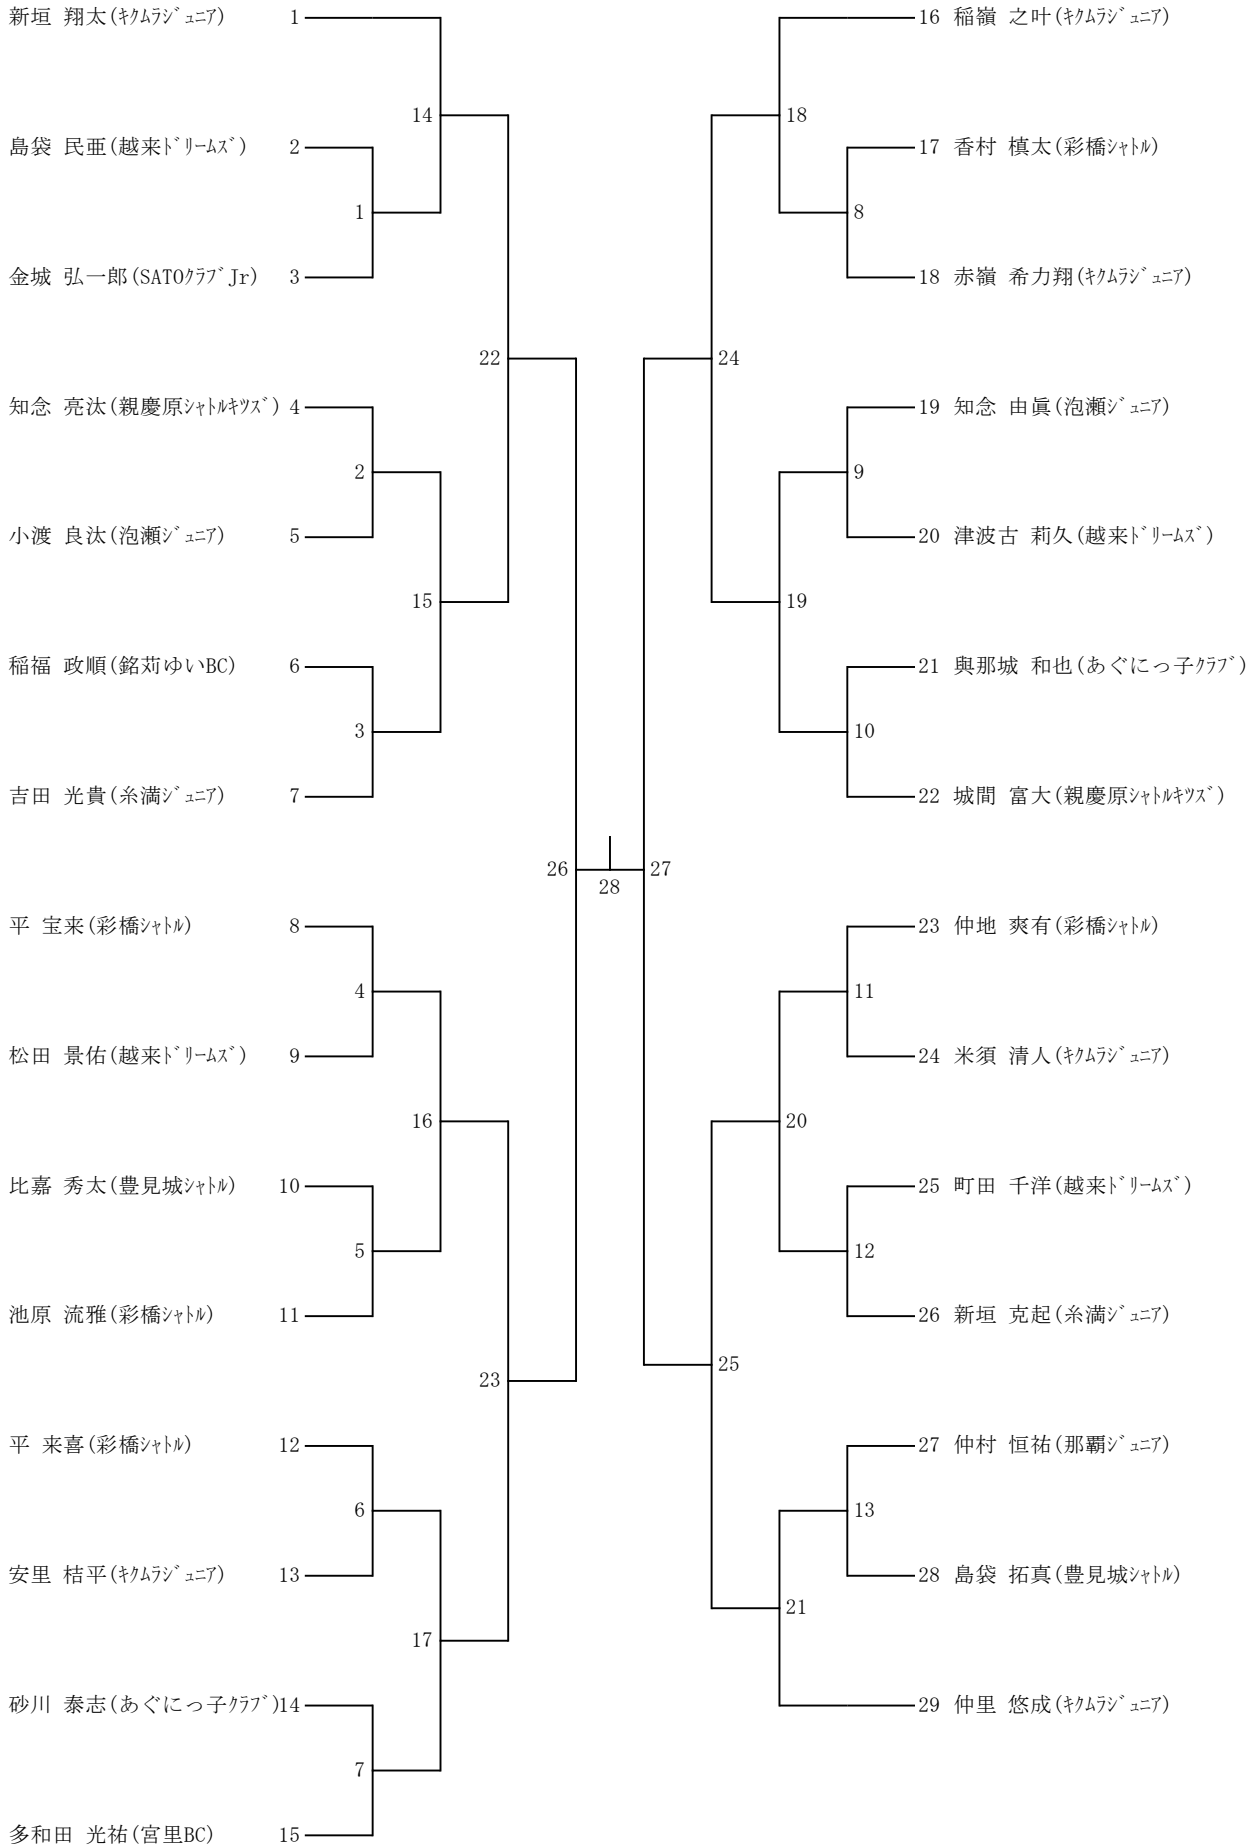 新垣 翔太(ｷｸﾑﾗｼﾞｭﾆｱ) 1
14
島袋 民亜(越来ﾄﾞﾘｰﾑｽﾞ) 2
1
金城 弘一郎(SATOｸﾗﾌﾞJr) 3
22
知念 亮汰(親慶原ｼｬﾄﾙｷｯｽﾞ) 4
2
小渡 良汰(泡瀬ｼﾞｭﾆｱ) 5
15
稲福 政順(銘苅ゆいBC) 6
3
吉田 光貴(糸満ｼﾞｭﾆｱ) 7
26
平 宝来(彩橋ｼｬﾄﾙ) 8
4
松田 景佑(越来ﾄﾞﾘｰﾑｽﾞ) 9
16
比嘉 秀太(豊見城ｼｬﾄﾙ) 10
5
池原 流雅(彩橋ｼｬﾄﾙ) 11
23
平 来喜(彩橋ｼｬﾄﾙ) 12
6
安里 桔平(ｷｸﾑﾗｼﾞｭﾆｱ) 13
17
砂川 泰志(あぐにっ子ｸﾗﾌﾞ)14
7
多和田 光祐(宮里BC) 15
28
16 稲嶺 之叶(ｷｸﾑﾗｼﾞｭﾆｱ)
18
17 香村 槙太(彩橋ｼｬﾄﾙ)
8
18 赤嶺 希力翔(ｷｸﾑﾗｼﾞｭﾆｱ)
24
19 知念 由眞(泡瀬ｼﾞｭﾆｱ)
9
20 津波古 莉久(越来ﾄﾞﾘｰﾑｽﾞ)
19
21 與那城 和也(あぐにっ子ｸﾗﾌﾞ)
10
22 城間 富大(親慶原ｼｬﾄﾙｷｯｽﾞ)
27
23 仲地 爽有(彩橋ｼｬﾄﾙ)
11
24 米須 清人(ｷｸﾑﾗｼﾞｭﾆｱ)
20
25 町田 千洋(越来ﾄﾞﾘｰﾑｽﾞ)
12
26 新垣 克起(糸満ｼﾞｭﾆｱ)
25
27 仲村 恒祐(那覇ｼﾞｭﾆｱ)
13
28 島袋 拓真(豊見城ｼｬﾄﾙ)
21
29 仲里 悠成(ｷｸﾑﾗｼﾞｭﾆｱ)